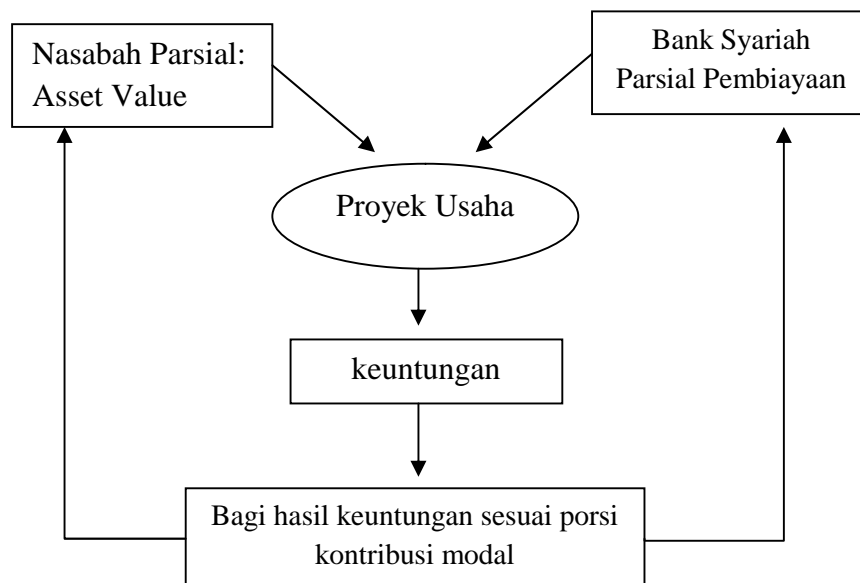 Nasabah Parsial:
Asset Value
Bank Syariah
Parsial Pembiayaan
Proyek Usaha
keuntungan
Bagi hasil keuntungan sesuai porsi
kontribusi modal